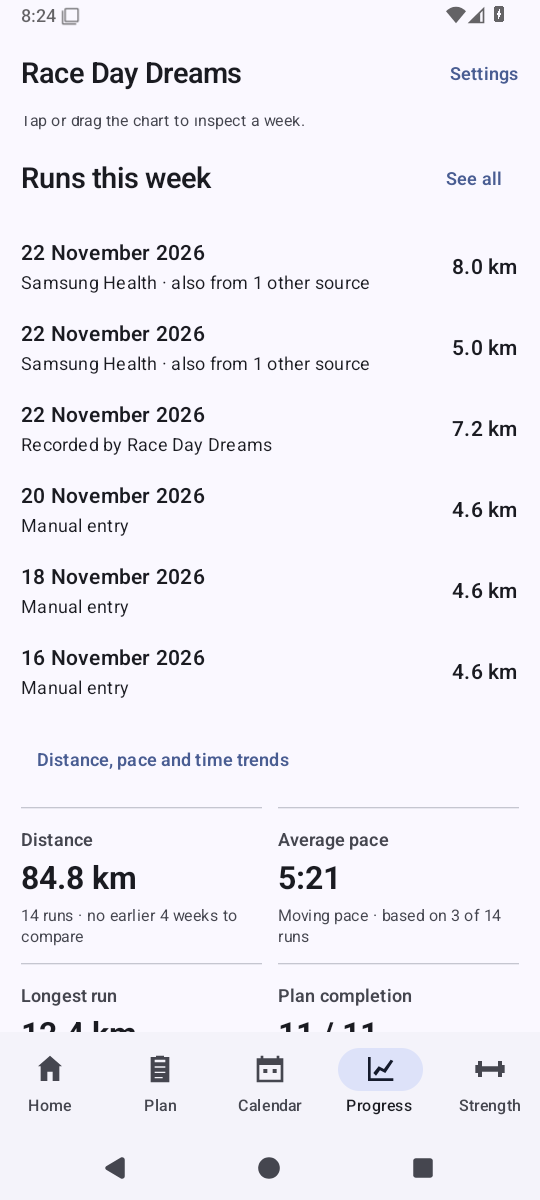 8:24
Race Day Dreams
Settings
Tap or drag the chart to inspect a week.
Runs this week
See all
22 November 2026
8.0 km
Samsung Health · also from 1 other source
22 November 2026
5.0 km
Samsung Health · also from 1 other source
22 November 2026
7.2 km
Recorded by Race Day Dreams
20 November 2026
4.6 km
Manual entry
18 November 2026
4.6 km
Manual entry
16 November 2026
4.6 km
Manual entry
Distance, pace and time trends
Distance
84.8 km
14 runs · no earlier 4 weeks to
compare
Average pace
5:21
Moving pace · based on 3 of 14
runs
Longest run
12.4 km
Plan completion
11 / 11
Home
Plan
Calendar
Progress
Strength